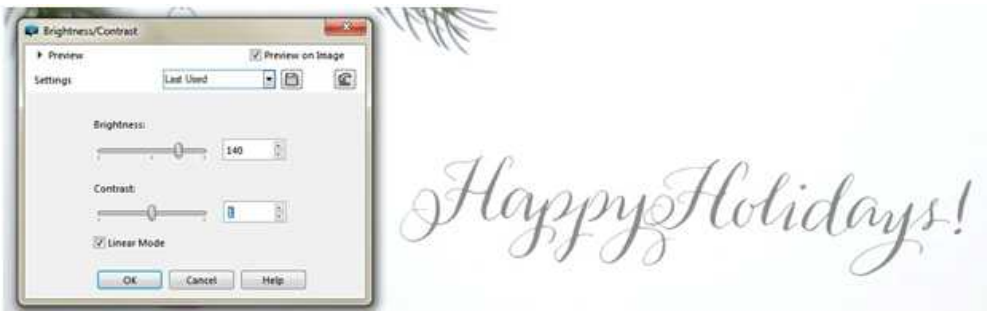 Brightness/Contrast
Preview
Preview on Image
Settings
Last Used
Brightness:
140
Contrast:
Linear Mode
OK
Cancel
Help
Happy Holidays!